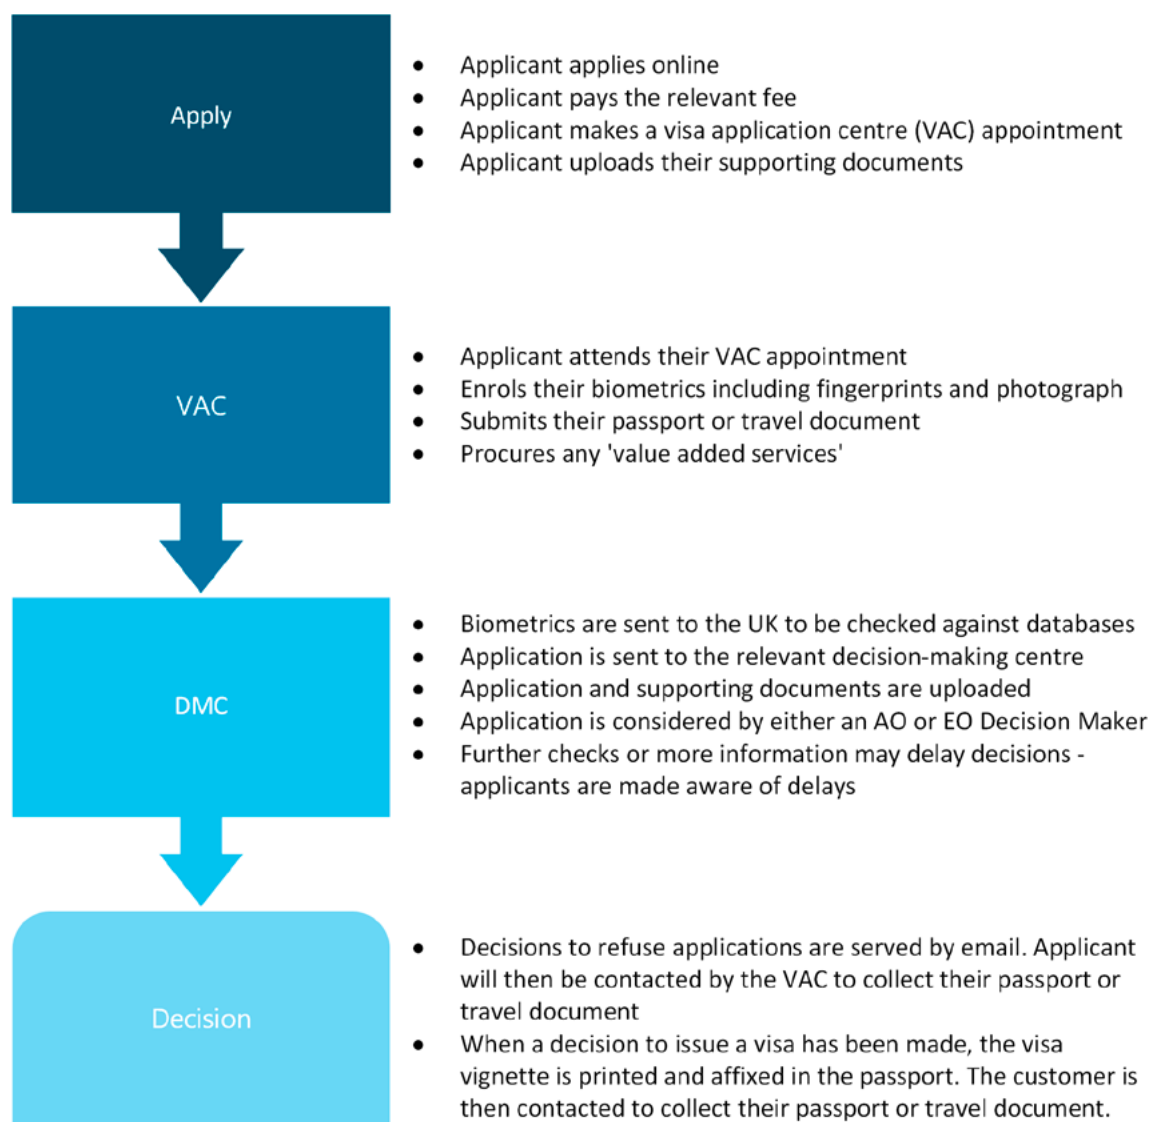 Apply
• Applicant applies online
• Applicant pays the relevant fee
• Applicant makes a visa application centre (VAC) appointment
• Applicant uploads their supporting documents
VAC
• Applicant attends their VAC appointment
• Enrols their biometrics including fingerprints and photograph
• Submits their passport or travel document
• Procures any 'value added services'
DMC
• Biometrics are sent to the UK to be checked against databases
• Application is sent to the relevant decision-making centre
• Application and supporting documents are uploaded
• Application is considered by either an AO or EO Decision Maker
• Further checks or more information may delay decisions -
applicants are made aware of delays
Decision
• Decisions to refuse applications are served by email. Applicant
will then be contacted by the VAC to collect their passport or
travel document
• When a decision to issue a visa has been made, the visa
vignette is printed and affixed in the passport. The customer is
then contacted to collect their passport or travel document.